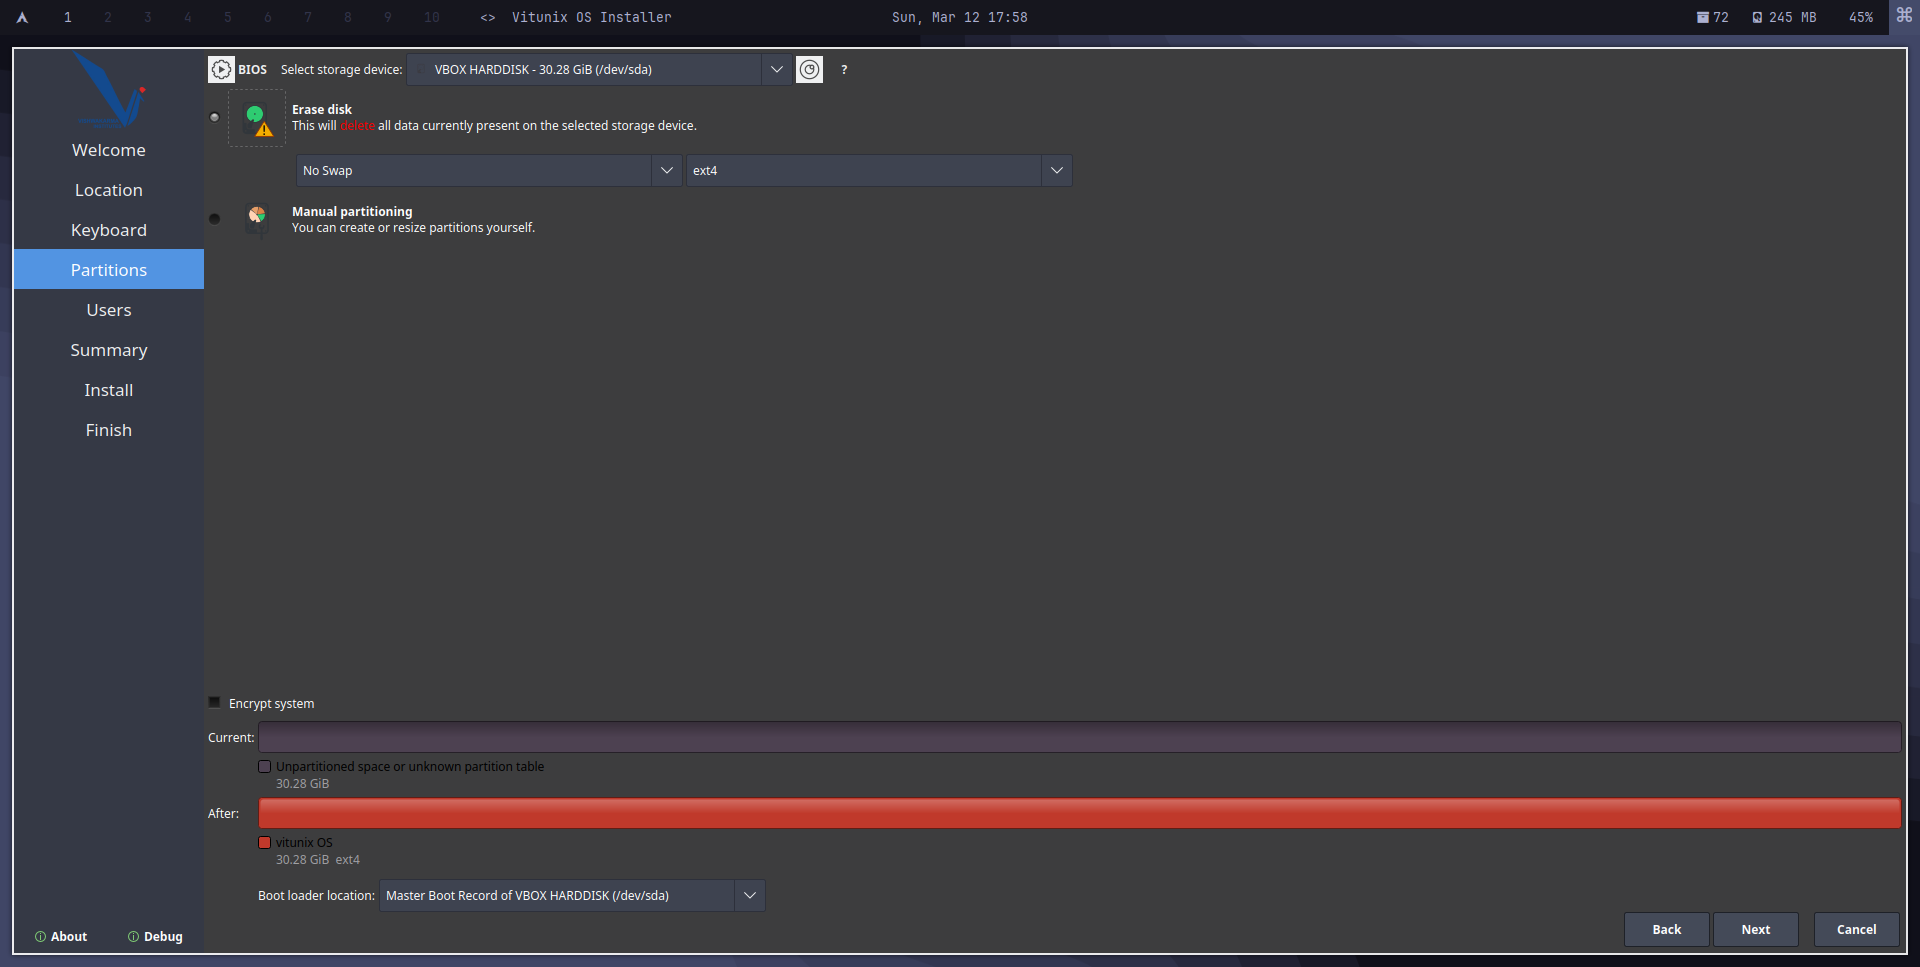 1 2 3 4 5 6 7 8 9 10 <> Vitunix OS Installer Sun, Mar 12 17:58 72 245 MB 45%
BIOS Select storage device: VBOX HARDDISK - 30.28 GiB (/dev/sda) ?
Erase disk
This will delete all data currently present on the selected storage device.
No Swap ext4
Manual partitioning
You can create or resize partitions yourself.
Welcome
Location
Keyboard
Partitions
Users
Summary
Install
Finish
Encrypt system
Current:
Unpartitioned space or unknown partition table
30.28 GiB
After:
vitunix OS
30.28 GiB ext4
Boot loader location: Master Boot Record of VBOX HARDDISK (/dev/sda)
About Debug
Back Next Cancel